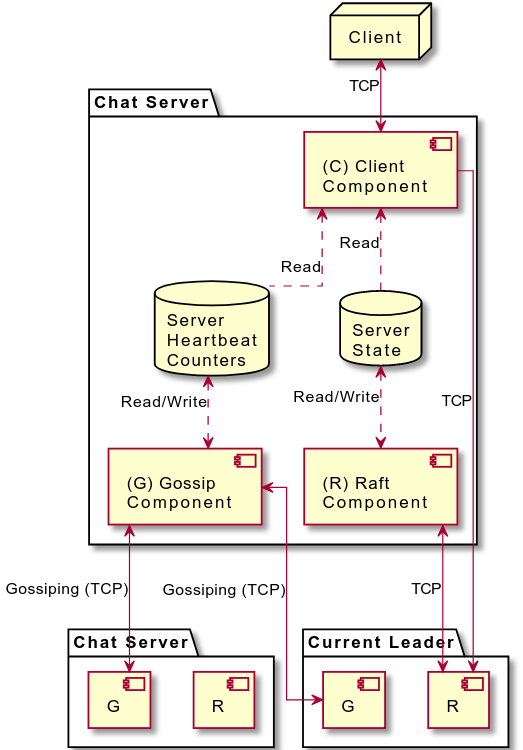 Client
TCP
Chat Server
(C) Client
Component
Read
Read
Server
Heartbeat
Counters
Server
State
Read/Write
Read/Write
TCP
(G) Gossip
Component
(R) Raft
Component
Gossiping (TCP)
Gossiping (TCP)
TCP
Chat Server
Current Leader
G
R
G
R